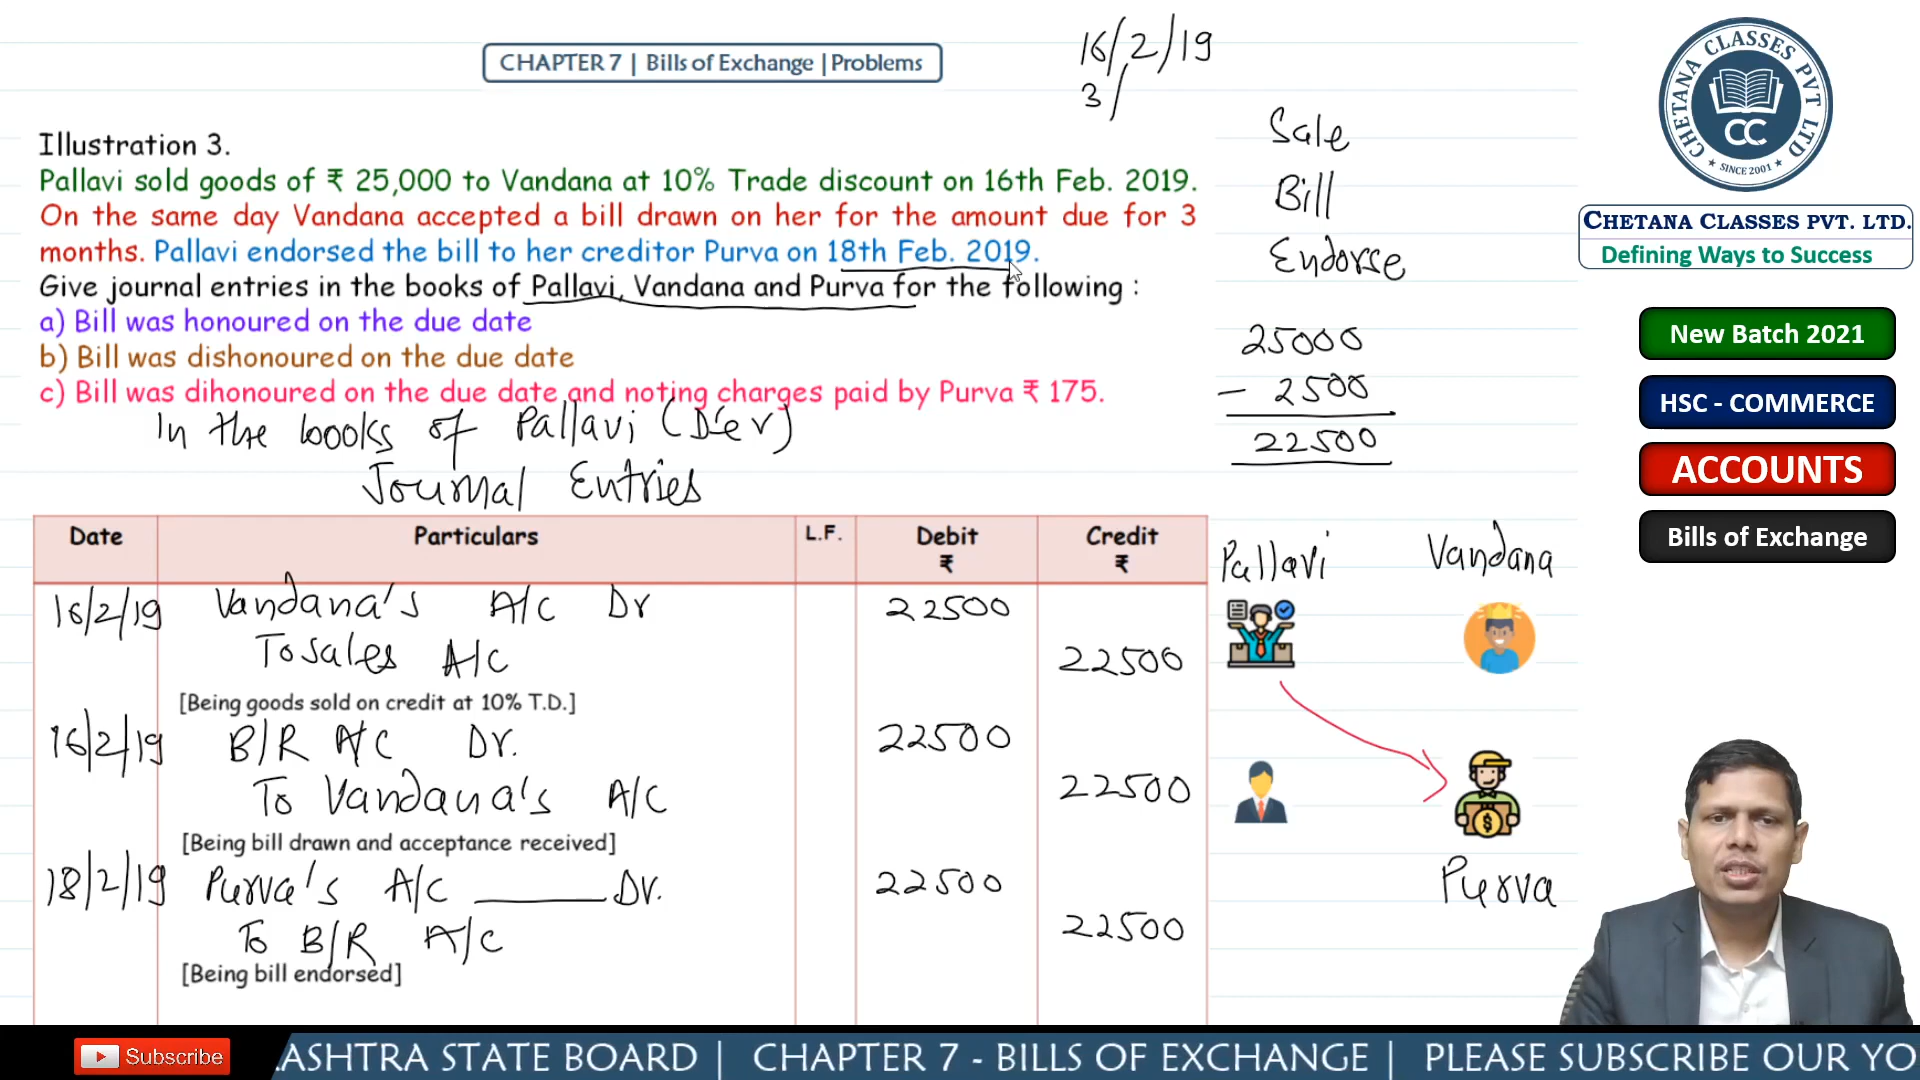 CHAPTER 7 | Bills of Exchange |Problems
16/2/19
3/
Illustration 3.
Pallavi sold goods of ₹ 25,000 to Vandana at 10% Trade discount on 16th Feb. 2019.
On the same day Vandana accepted a bill drawn on her for the amount due for 3
months. Pallavi endorsed the bill to her creditor Purva on 18th Feb. 2019.
Give journal entries in the books of Pallavi, Vandana and Purva for the following :
a) Bill was honoured on the due date
b) Bill was dishonoured on the due date
c) Bill was dihonoured on the due date and noting charges paid by Purva ₹ 175.
Sale
Bill
Endorse
25000
- 2500
22500
In the books of Pallavi (D'er)
Journal Entries
Date Particulars L.F. Debit ₹ Credit ₹
16/2/19 Vandana's A/C Dr 22500
To Sales A/C 22500
[Being goods sold on credit at 10% T.D.]
16/2/19 B/R A/C Dr. 22500
To Vandana's A/C 22500
[Being bill drawn and acceptance received]
18/2/19 Purva's A/C Dr. 22500
To B/R A/C 22500
[Being bill endorsed]
Pallavi Vandana
Purva
CHETANA CLASSES PVT LTD
CC
SINCE 2001
CHETANA CLASSES PVT. LTD.
Defining Ways to Success
New Batch 2021
HSC - COMMERCE
ACCOUNTS
Bills of Exchange
Subscribe
ASHTRA STATE BOARD | CHAPTER 7 - BILLS OF EXCHANGE | PLEASE SUBSCRIBE OUR YO